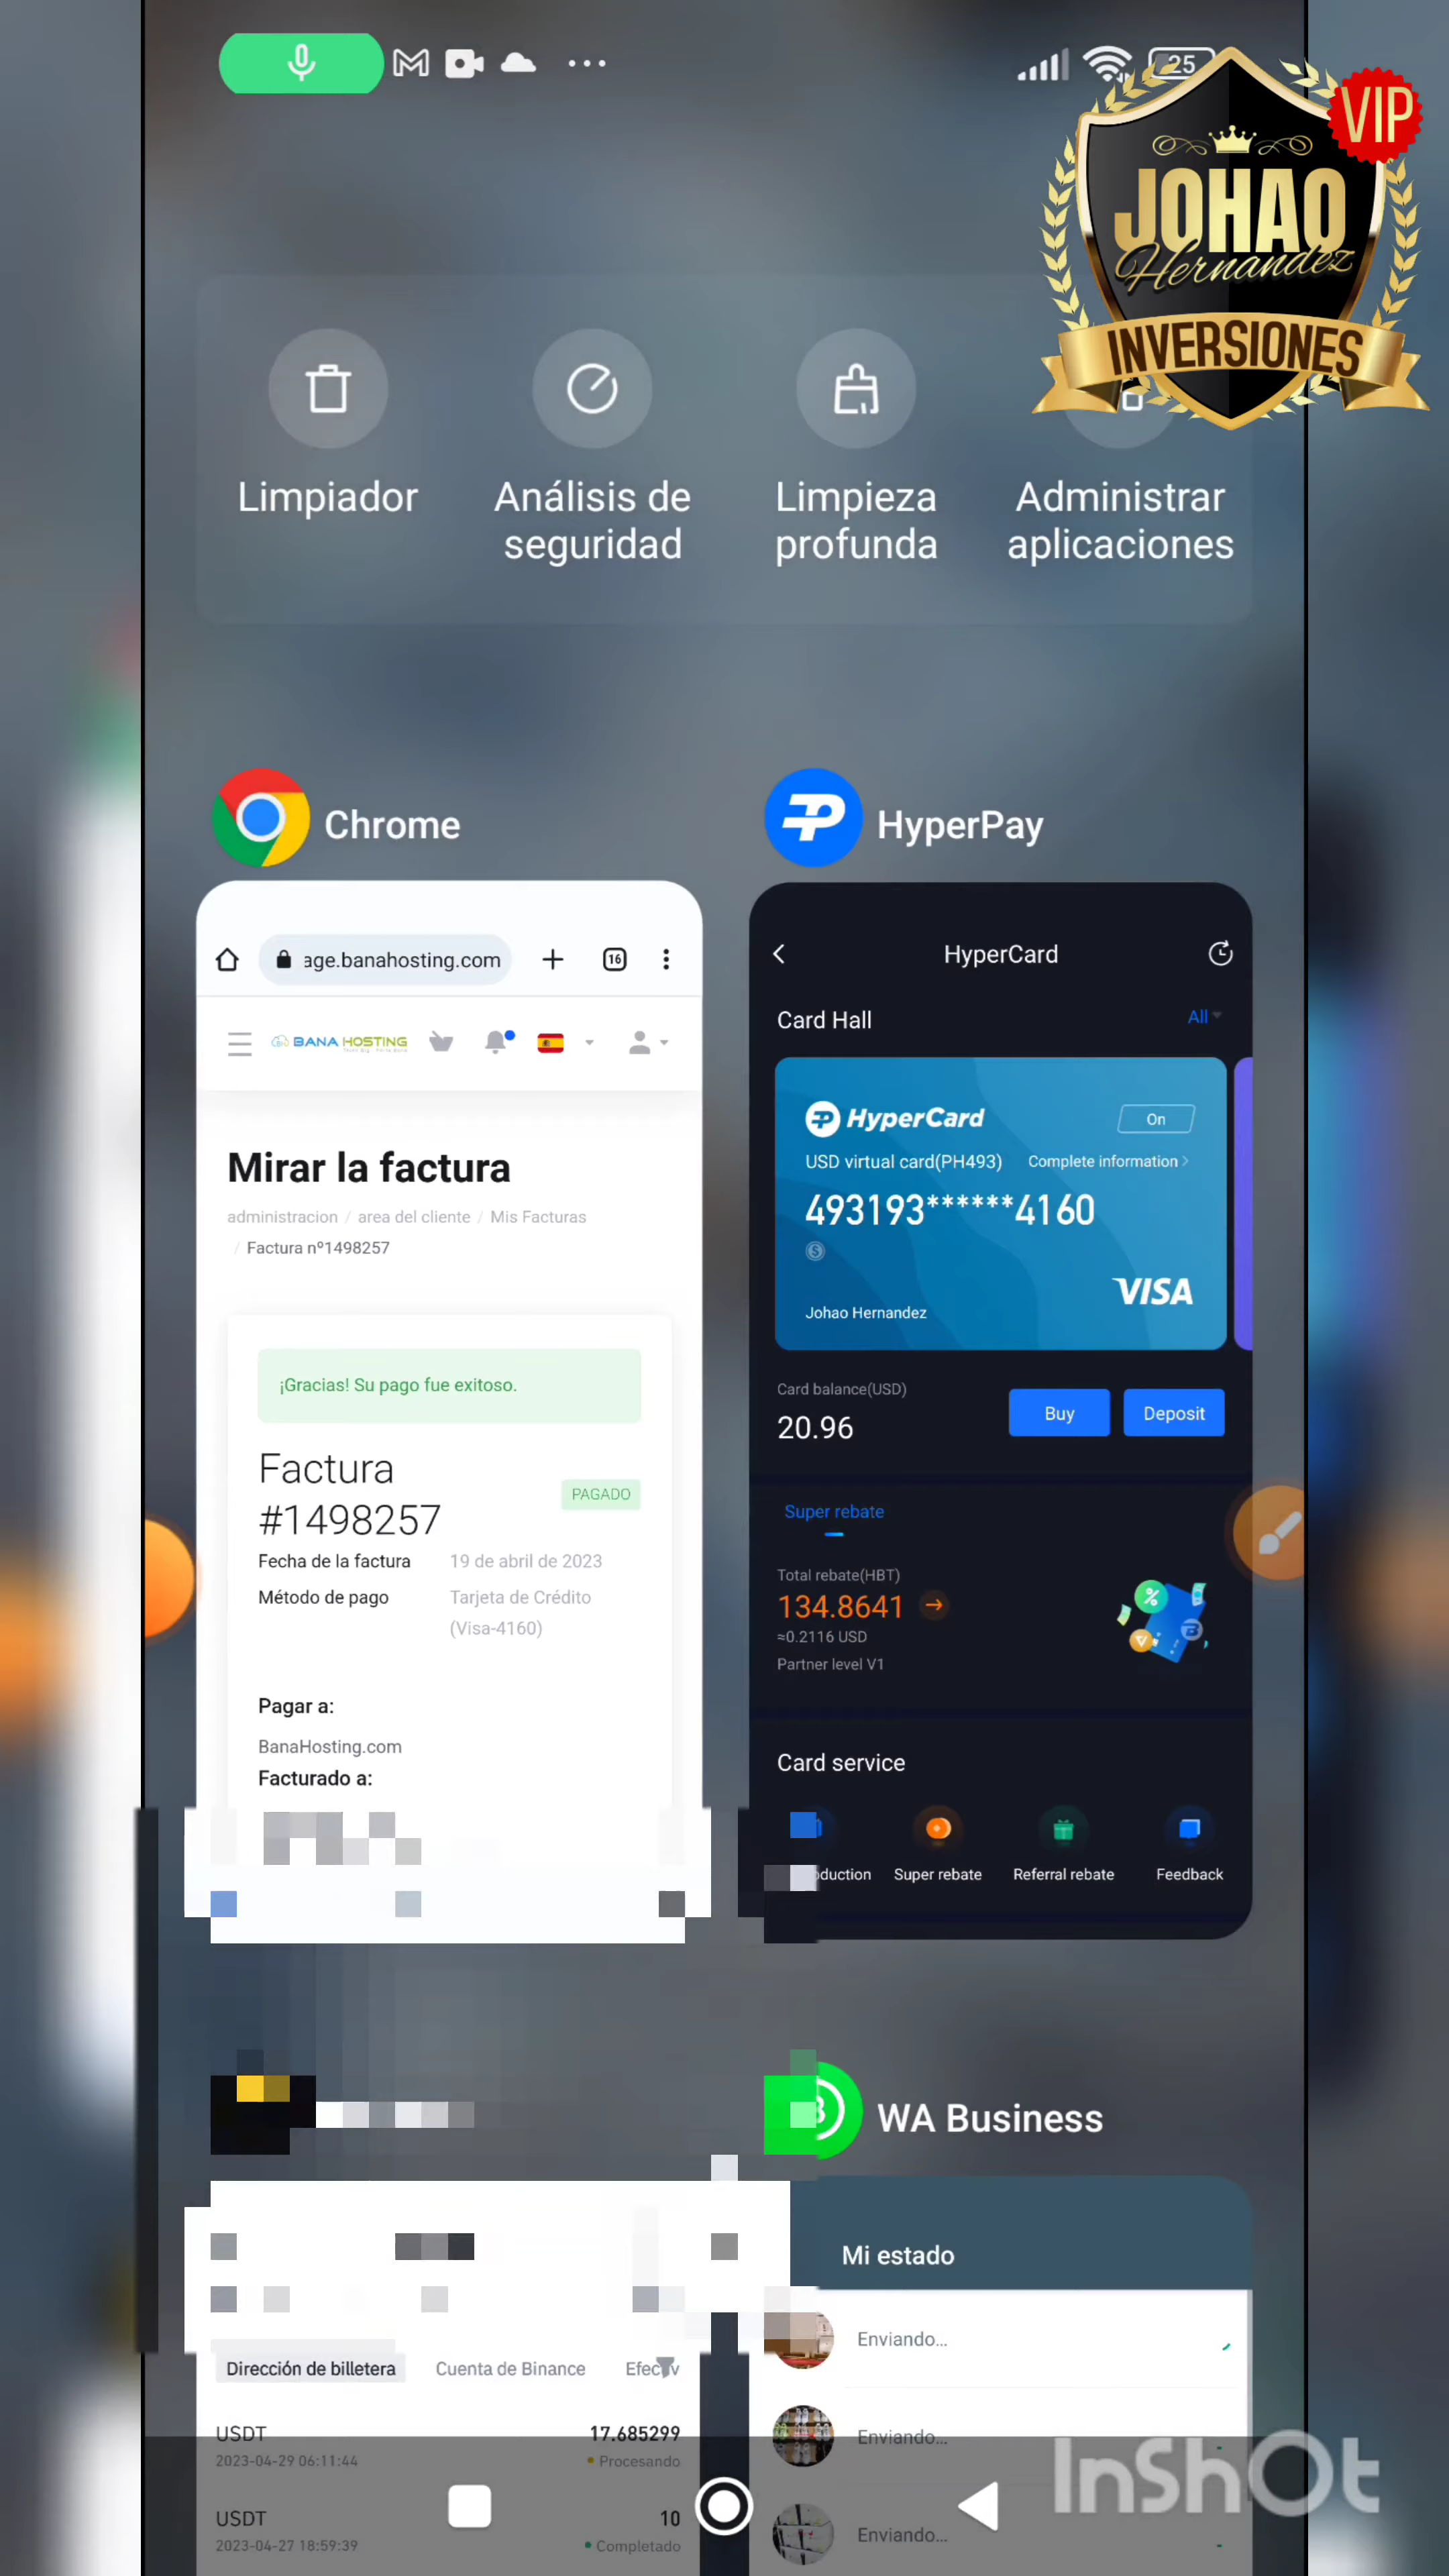 25
VIP
JOHAO
Hernandez
INVERSIONES
Limpiador
Análisis de
seguridad
Limpieza
profunda
Administrar
aplicaciones
Chrome
age.banahosting.com
16
BANA HOSTING
Mirar la factura
administracion / area del cliente / Mis Facturas
/ Factura nº1498257
¡Gracias! Su pago fue exitoso.
Factura
#1498257
PAGADO
Fecha de la factura 19 de abril de 2023
Método de pago Tarjeta de Crédito
(Visa-4160)
Pagar a:
BanaHosting.com
Facturado a:
HyperPay
HyperCard
Card Hall
All
HyperCard
On
USD virtual card(PH493)
Complete information >
493193******4160
VISA
Johao Hernandez
Card balance(USD)
20.96
Buy
Deposit
Super rebate
Total rebate(HBT)
134.8641
≈0.2116 USD
Partner level V1
Card service
duction
Super rebate
Referral rebate
Feedback
Dirección de billetera
Cuenta de Binance
USDT 17.685299
2023-04-29 06:11:44 Procesando
USDT 10
2023-04-27 18:59:39 Completado
WA Business
Mi estado
Enviando...
Enviando...
Enviando...
InShOt